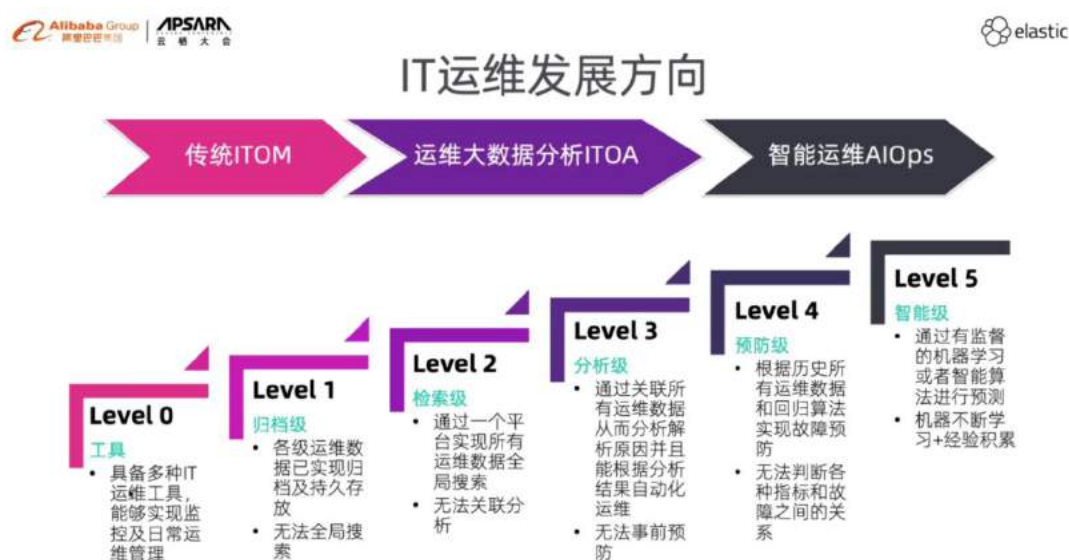 Alibaba Group
阿里巴巴集团
APSARA
云栖大会
elastic
IT运维发展方向
传统ITOM
运维大数据分析ITOA
智能运维AIOps
Level 0
工具
• 具备多种IT
运维工具，
能够实现监
控及日常运
维管理
Level 1
归档级
• 各级运维数
据已实现归
档及持久存
放
• 无法全局搜
索
Level 2
检索级
• 通过一个平
台实现所有
运维数据全
局搜索
• 无法关联分
析
Level 3
分析级
• 通过关联所
有运维数据
从而分析解
析原因并且
能根据分析
结果自动化
运维
• 无法事前预
防
Level 4
预防级
• 根据历史所
有运维数据
和回归算法
实现故障预
防
• 无法判断各
种指标和故
障之间的关
系
Level 5
智能级
• 通过有监督
的机器学习
或者智能算
法进行预测
• 机器不断学
习+经验积累